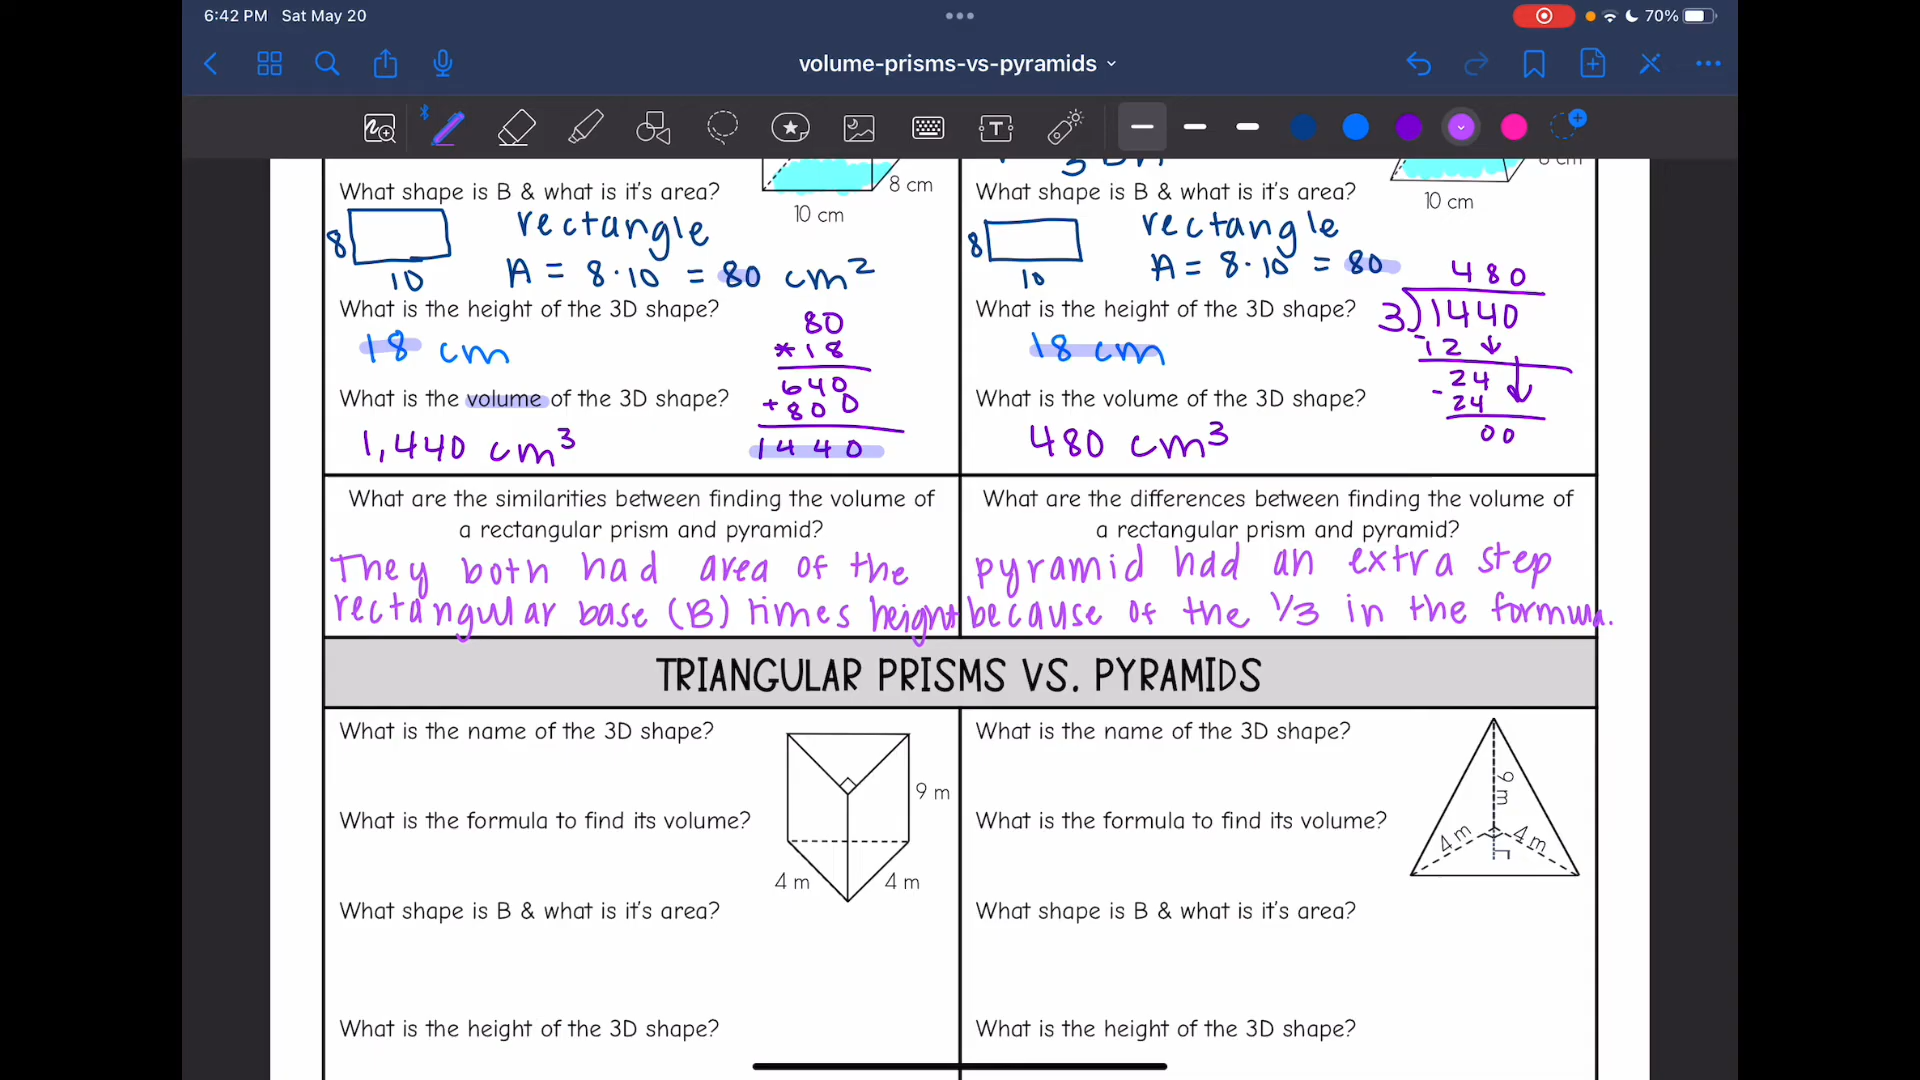 6:42 PM Sat May 20
70%
volume-prisms-vs-pyramids
T
What shape is B & what is it's area?
8 cm
10 cm
8
rectangle
10
A = 8·10 = 80 cm²
What is the height of the 3D shape?
18 cm
80
*18
640
+800
1440
What is the volume of the 3D shape?
1,440 cm³
What shape is B & what is it's area?
10 cm
8
rectangle
10
A = 8·10 = 80
What is the height of the 3D shape?
18 cm
480
3)1440
-12
24
-24
00
What is the volume of the 3D shape?
480 cm³
What are the similarities between finding the volume of
a rectangular prism and pyramid?
They both had area of the
rectangular base (B) times height
What are the differences between finding the volume of
a rectangular prism and pyramid?
pyramid had an extra step
because of the 1/3 in the formula.
TRIANGULAR PRISMS VS. PYRAMIDS
What is the name of the 3D shape?
9 m
What is the formula to find its volume?
4 m
4 m
What shape is B & what is it's area?
What is the height of the 3D shape?
What is the name of the 3D shape?
9 m
What is the formula to find its volume?
4 m
4 m
What shape is B & what is it's area?
What is the height of the 3D shape?